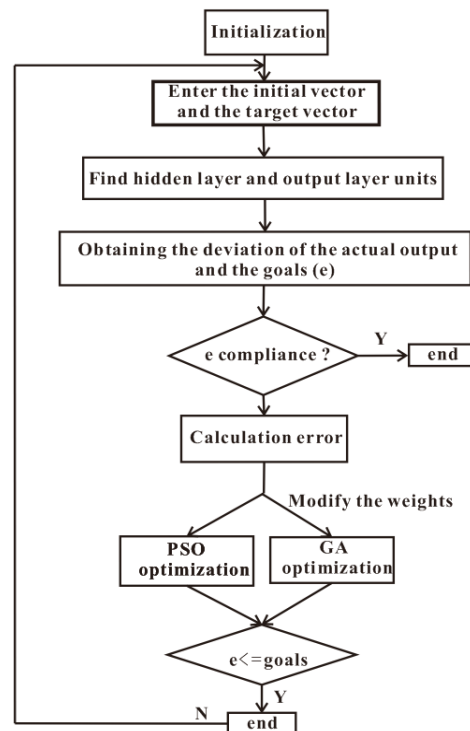 Initialization
Enter the initial vector
and the target vector
Find hidden layer and output layer units
Obtaining the deviation of the actual output
and the goals (e)
e compliance ?
Y
end
Calculation error
Modify the weights
PSO
optimization
GA
optimization
e<=goals
Y
N
end